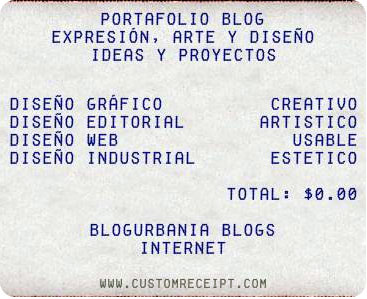 PORTAFOLIO BLOG
EXPRESIÓN, ARTE Y DISEÑO
IDEAS Y PROYECTOS
DISEÑO GRÁFICO CREATIVO
DISEÑO EDITORIAL ARTISTICO
DISEÑO WEB USABLE
DISEÑO INDUSTRIAL ESTETICO
TOTAL: $0.00
BLOGURBANIA BLOGS
INTERNET
WWW.CUSTOMRECEIPT.COM